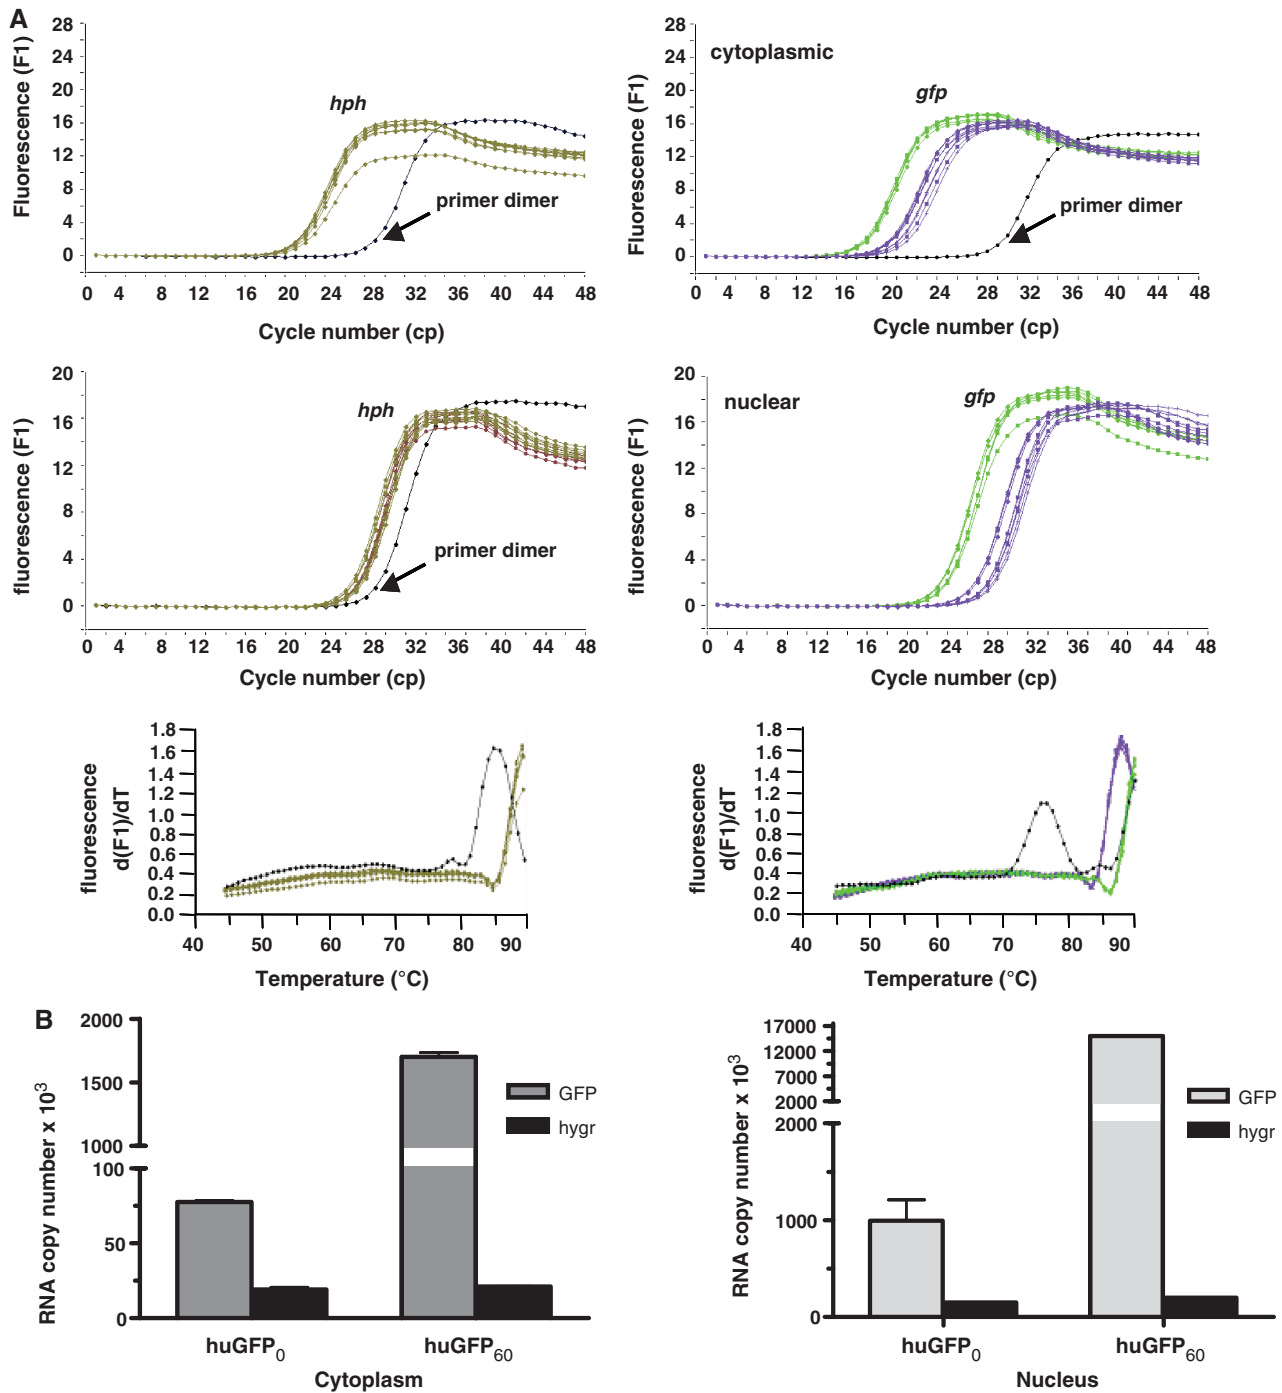 A
28
24
20
16
12
8
4
0
Fluorescence (F1)
hph
primer dimer
0 4 8 12 16 20 24 28 32 36 40 44 48
Cycle number (cp)
28
24
20
16
12
8
4
0
Fluorescence (F1)
cytoplasmic
gfp
primer dimer
0 4 8 12 16 20 24 28 32 36 40 44 48
Cycle number (cp)
20
16
12
8
4
0
fluorescence (F1)
hph
primer dimer
0 4 8 12 16 20 24 28 32 36 40 44 48
Cycle number (cp)
20
16
12
8
4
0
fluorescence (F1)
nuclear
gfp
0 4 8 12 16 20 24 28 32 36 40 44 48
Cycle number (cp)
1.8
1.6
1.4
1.2
1.0
0.8
0.6
0.4
0.2
0.0
fluorescence
d(F1)/dT
40 50 60 70 80 90
Temperature (°C)
1.8
1.6
1.4
1.2
1.0
0.8
0.6
0.4
0.2
0.0
fluorescence
d(F1)/dT
40 50 60 70 80 90
Temperature (°C)
B
2000
1500
1000
100
50
0
RNA copy number x 10³
GFP
hygr
huGFP₀ huGFP₆₀
Cytoplasm
17000
12000
7000
2000
2000
1000
0
RNA copy number x 10³
GFP
hygr
huGFP₀ huGFP₆₀
Nucleus